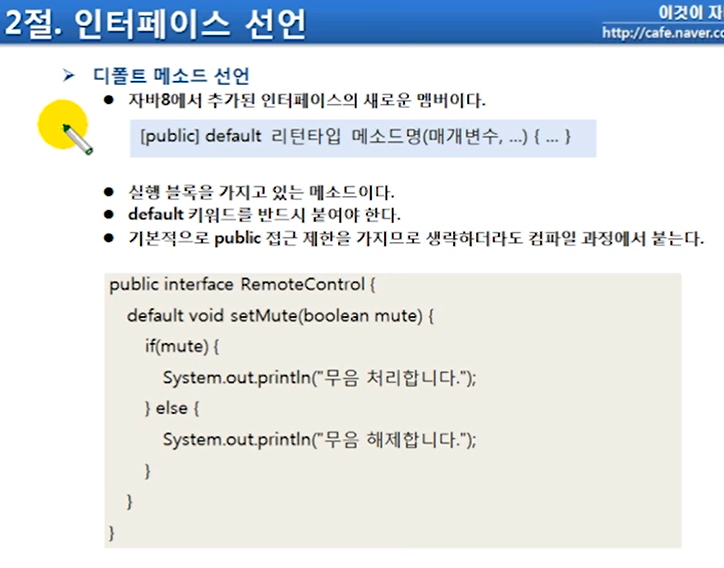 2절. 인터페이스 선언
이것이 자
http://cafe.naver.co
➢ 디폴트 메소드 선언
● 자바8에서 추가된 인터페이스의 새로운 멤버이다.
[public] default 리턴타입 메소드명(매개변수, ...) { ... }
● 실행 블록을 가지고 있는 메소드이다.
● default 키워드를 반드시 붙여야 한다.
● 기본적으로 public 접근 제한을 가지므로 생략하더라도 컴파일 과정에서 붙는다.
public interface RemoteControl {
default void setMute(boolean mute) {
if(mute) {
System.out.println("무음 처리합니다.");
} else {
System.out.println("무음 해제합니다.");
}
}
}